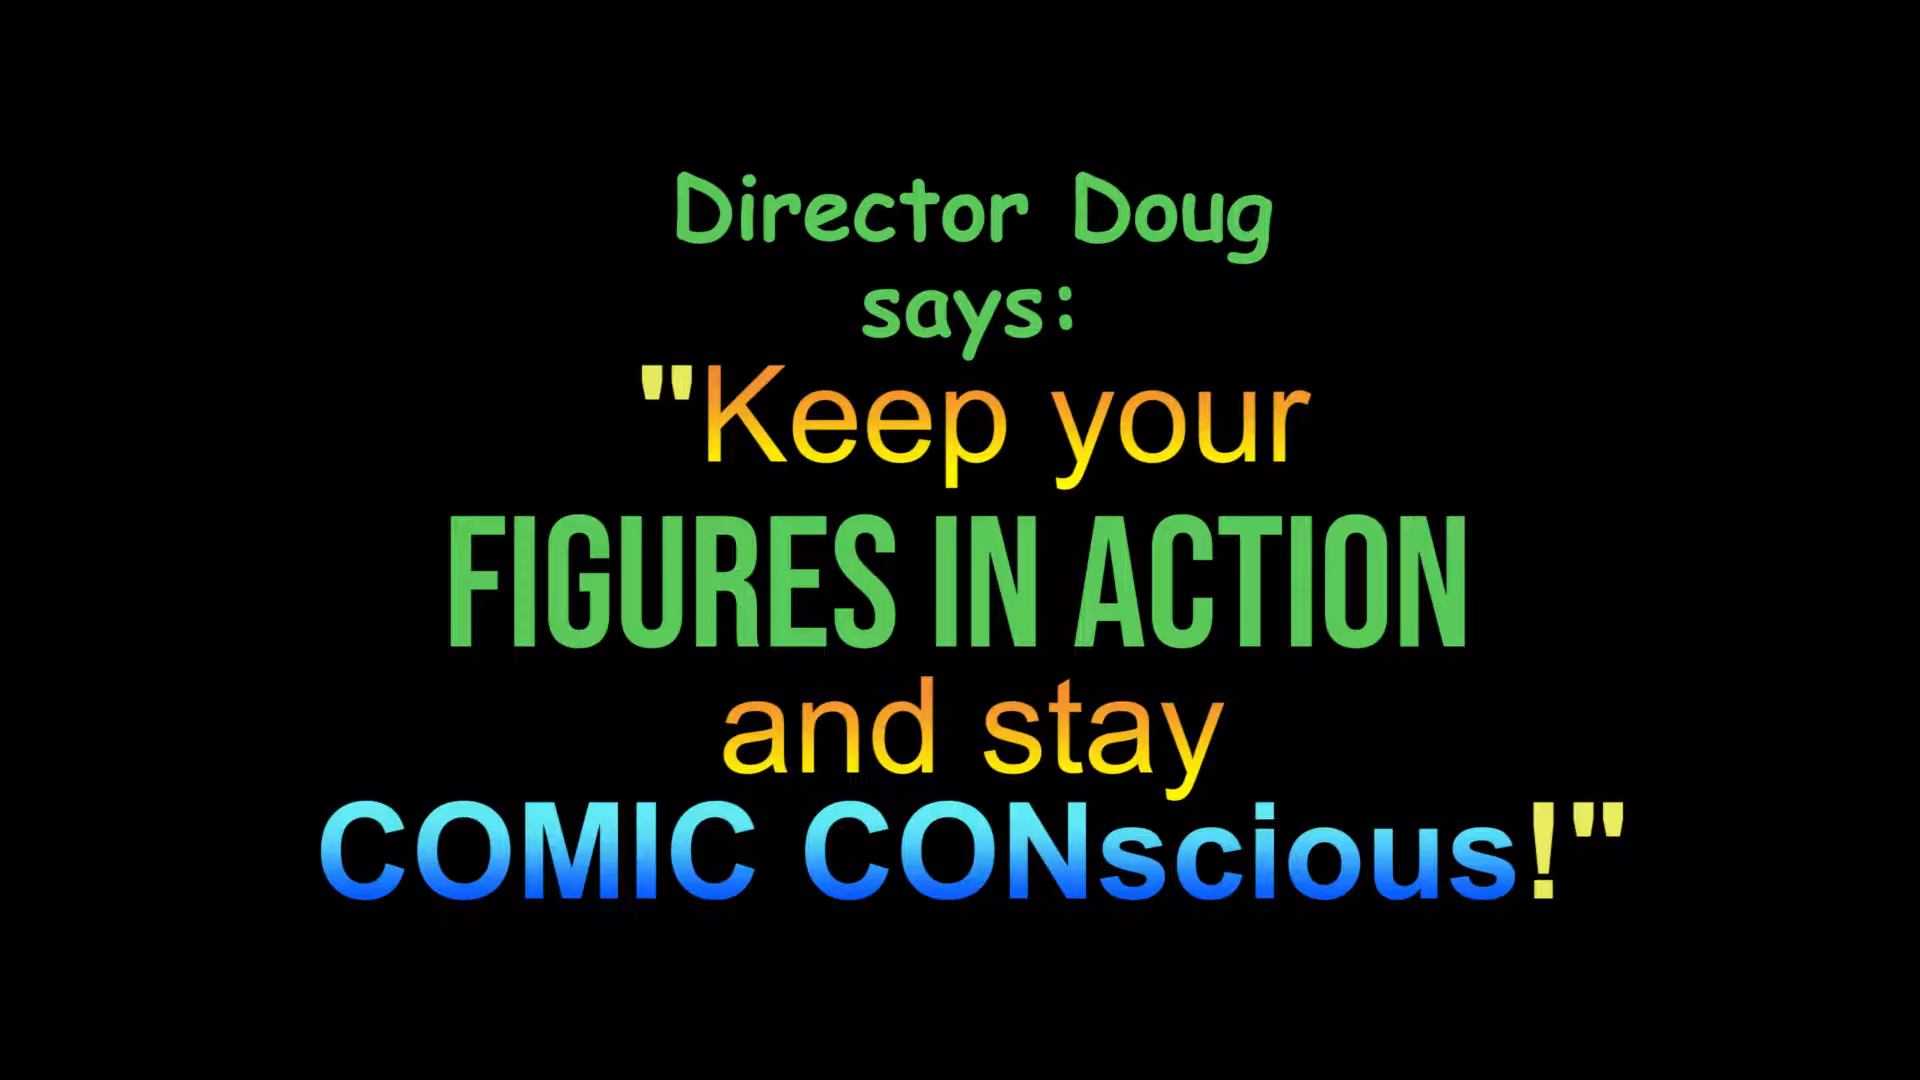 Director Doug
says:
"Keep your
FIGURES IN ACTION
and stay
COMIC CONscious!"